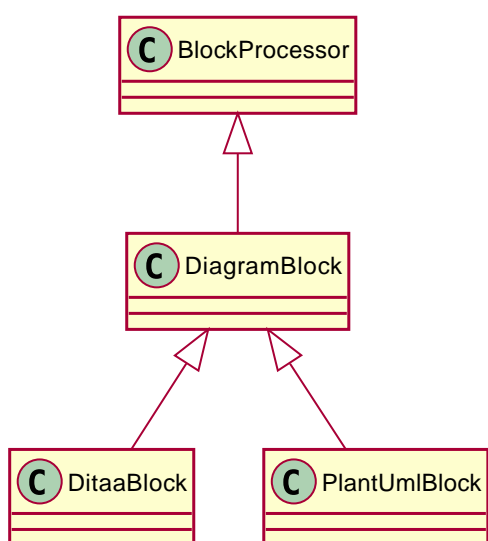 C BlockProcessor
C DiagramBlock
C DitaaBlock
C PlantUmlBlock